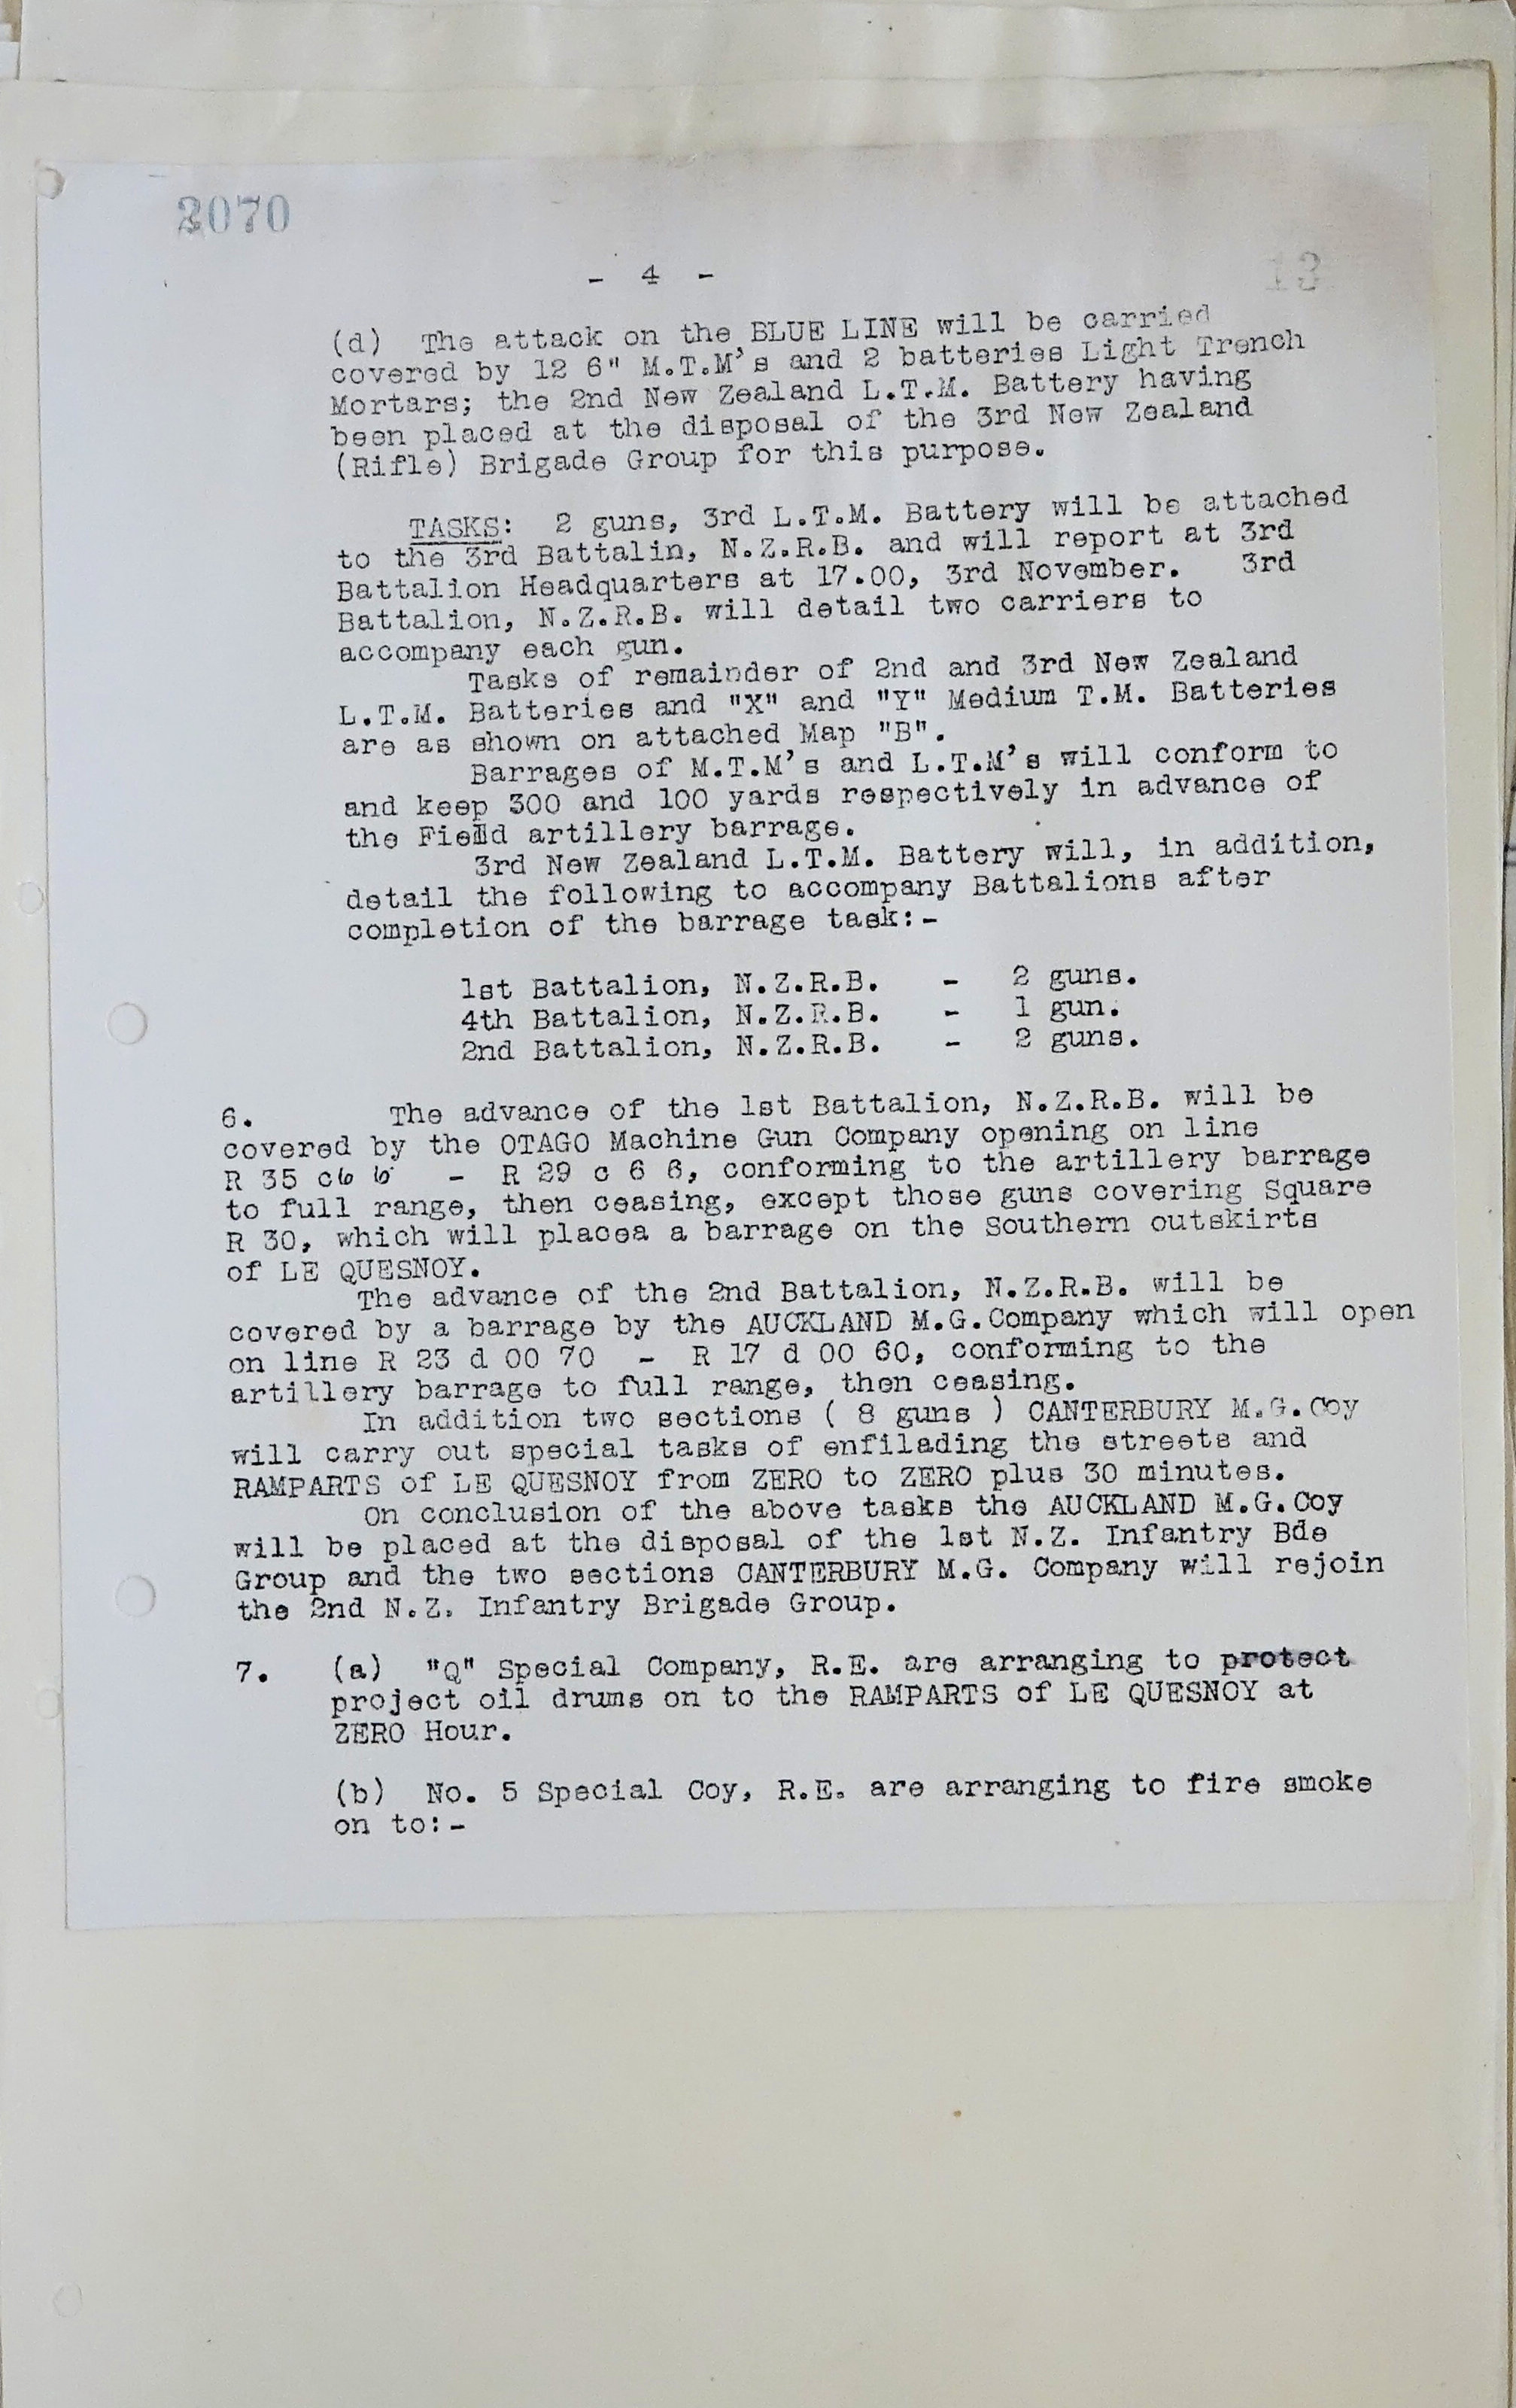 2070
- 4 -
13
(d) The attack on the BLUE LINE will be carried
covered by 12 6" M.T.M's and 2 batteries Light Trench
Mortars; the 2nd New Zealand L.T.M. Battery having
been placed at the disposal of the 3rd New Zealand
(Rifle) Brigade Group for this purpose.
TASKS: 2 guns, 3rd L.T.M. Battery will be attached
to the 3rd Battalin, N.Z.R.B. and will report at 3rd
Battalion Headquarters at 17.00, 3rd November. 3rd
Battalion, N.Z.R.B. will detail two carriers to
accompany each gun.
Tasks of remainder of 2nd and 3rd New Zealand
L.T.M. Batteries and "X" and "Y" Medium T.M. Batteries
are as shown on attached Map "B".
Barrages of M.T.M's and L.T.M's will conform to
and keep 300 and 100 yards respectively in advance of
the Field artillery barrage.
3rd New Zealand L.T.M. Battery will, in addition,
detail the following to accompany Battalions after
completion of the barrage task:-
1st Battalion, N.Z.R.B. - 2 guns.
4th Battalion, N.Z.R.B. - 1 gun.
2nd Battalion, N.Z.R.B. - 2 guns.
6. The advance of the 1st Battalion, N.Z.R.B. will be
covered by the OTAGO Machine Gun Company opening on line
R 35 c 6 6 - R 29 c 6 6, conforming to the artillery barrage
to full range, then ceasing, except those guns covering Square
R 30, which will placea a barrage on the Southern outskirts
of LE QUESNOY.
The advance of the 2nd Battalion, N.Z.R.B. will be
covered by a barrage by the AUCKLAND M.G.Company which will open
on line R 23 d 00 70 - R 17 d 00 60, conforming to the
artillery barrage to full range, then ceasing.
In addition two sections ( 8 guns ) CANTERBURY M.G.Coy
will carry out special tasks of enfilading the streets and
RAMPARTS of LE QUESNOY from ZERO to ZERO plus 30 minutes.
On conclusion of the above tasks the AUCKLAND M.G.Coy
will be placed at the disposal of the 1st N.Z. Infantry Bde
Group and the two sections CANTERBURY M.G. Company will rejoin
the 2nd N.Z. Infantry Brigade Group.
7. (a) "Q" Special Company, R.E. are arranging to protect
project oil drums on to the RAMPARTS of LE QUESNOY at
ZERO Hour.
(b) No. 5 Special Coy, R.E. are arranging to fire smoke
on to:-